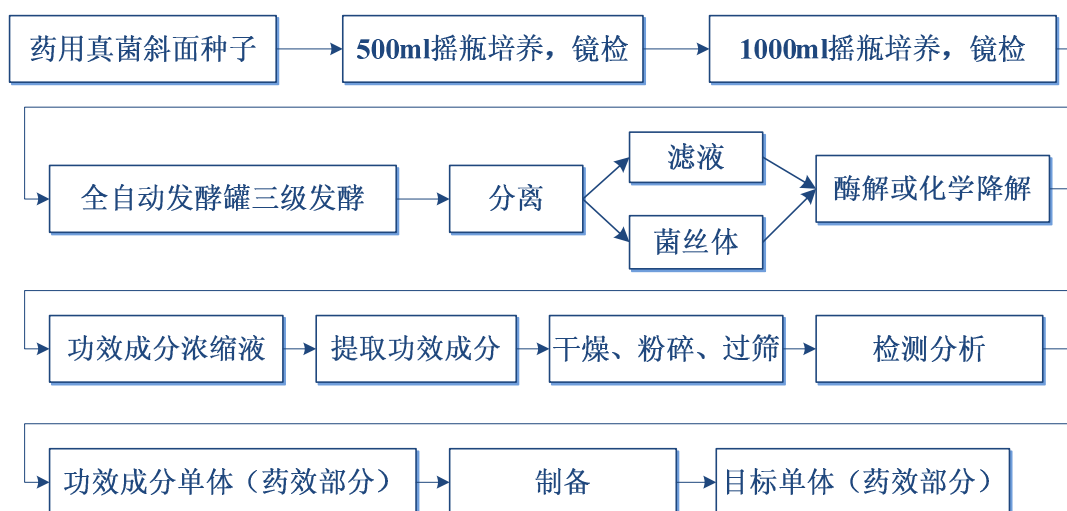 药用真菌斜面种子
500ml摇瓶培养，镜检
1000ml摇瓶培养，镜检
全自动发酵罐三级发酵
分离
滤液
菌丝体
酶解或化学降解
功效成分浓缩液
提取功效成分
干燥、粉碎、过筛
检测分析
功效成分单体（药效部分）
制备
目标单体（药效部分）